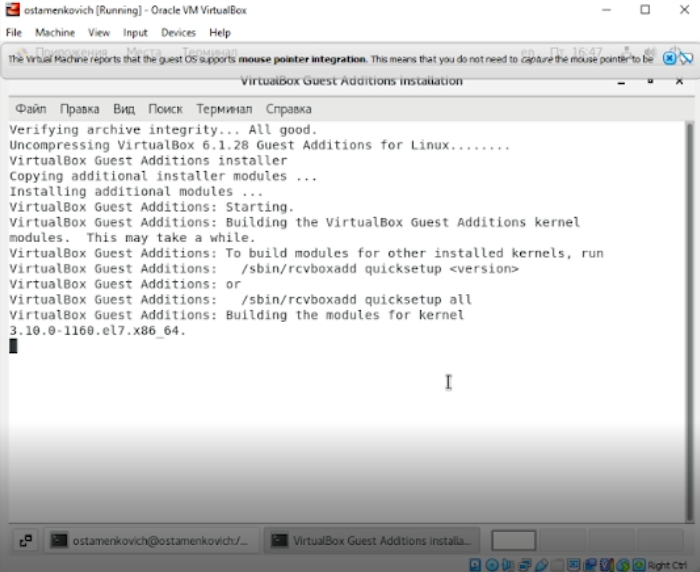 ostamenkovich [Running] - Oracle VM VirtualBox
File Machine View Input Devices Help
Приложения Места Терминал en Пт, 16:47
The Virtual Machine reports that the guest OS supports mouse pointer integration. This means that you do not need to capture the mouse pointer to be
VirtualBox Guest Additions installation
Файл Правка Вид Поиск Терминал Справка
Verifying archive integrity... All good.
Uncompressing VirtualBox 6.1.28 Guest Additions for Linux........
VirtualBox Guest Additions installer
Copying additional installer modules ...
Installing additional modules ...
VirtualBox Guest Additions: Starting.
VirtualBox Guest Additions: Building the VirtualBox Guest Additions kernel
modules.  This may take a while.
VirtualBox Guest Additions: To build modules for other installed kernels, run
VirtualBox Guest Additions:   /sbin/rcvboxadd quicksetup <version>
VirtualBox Guest Additions: or
VirtualBox Guest Additions:   /sbin/rcvboxadd quicksetup all
VirtualBox Guest Additions: Building the modules for kernel
3.10.0-1160.el7.x86_64.
ostamenkovich@ostamenkovich:/... VirtualBox Guest Additions installa...
Right Ctrl